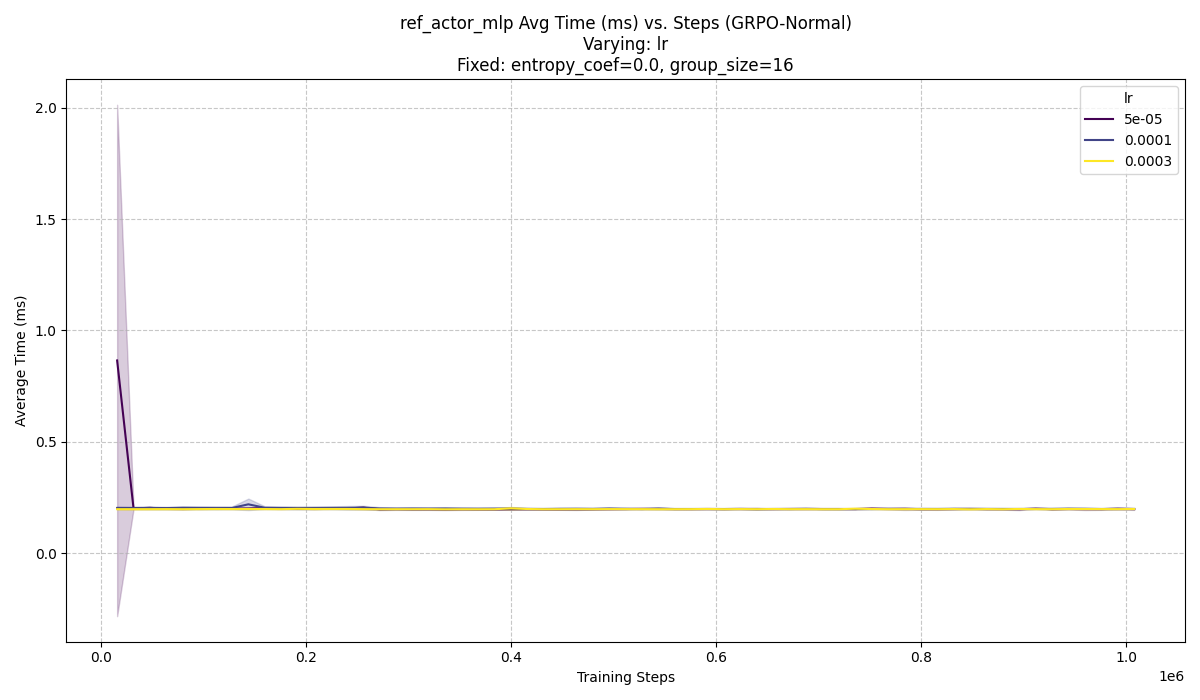 ref_actor_mlp Avg Time (ms) vs. Steps (GRPO-Normal)
Varying: lr
Fixed: entropy_coef=0.0, group_size=16
lr
5e-05
0.0001
0.0003
Average Time (ms)
2.0
1.5
1.0
0.5
0.0
0.0 0.2 0.4 0.6 0.8 1.0
1e6
Training Steps